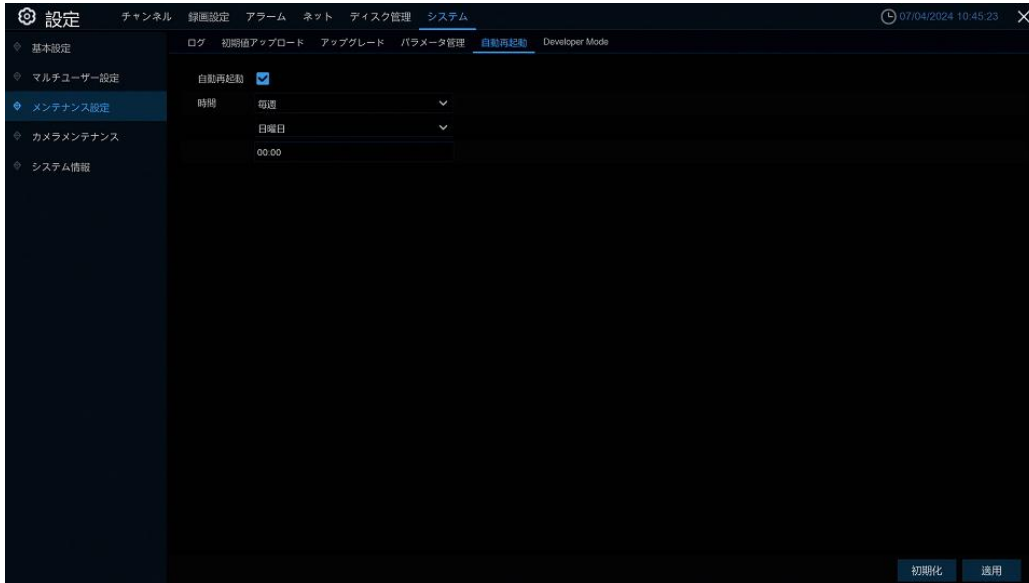 設定 チャンネル 録画設定 アラーム ネット ディスク管理 システム 07/04/2024 10:45:23
基本設定
マルチユーザー設定
メンテナンス設定
カメラメンテナンス
システム情報
ログ 初期値アップロード アップグレード パラメータ管理 自動再起動 Developer Mode
自動再起動
時間 毎週
日曜日
00:00
初期化 適用